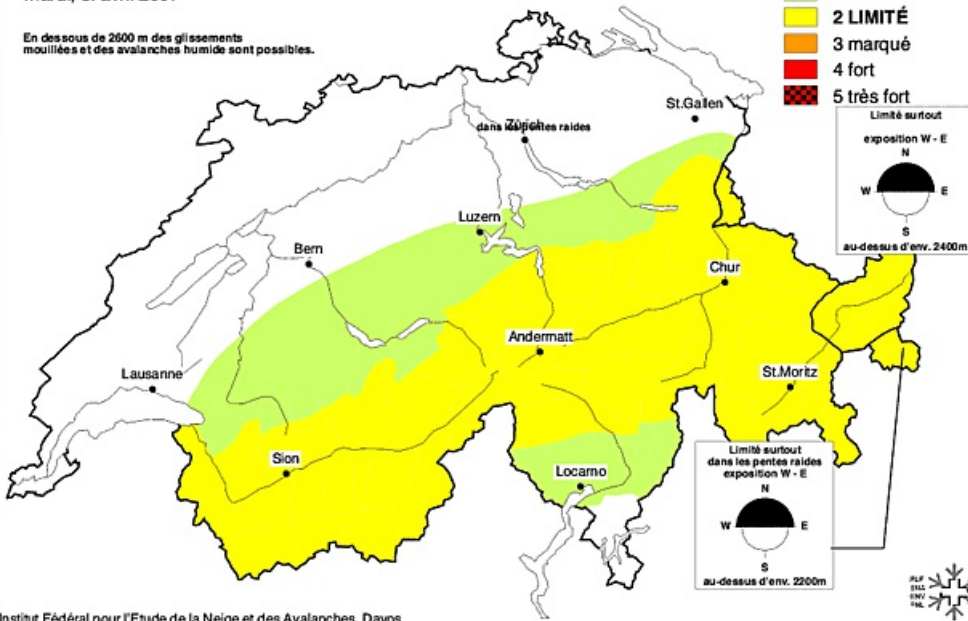 En dessous de 2600 m des glissements
mouillées et des avalanches humide sont possibles.
2 LIMITÉ
3 marqué
4 fort
5 très fort
Limité surtout
exposition W - E
N
W E
S
au-dessus d'env. 2400m
St.Gallen
Zürich
dans les pentes raides
Luzern
Bern
Chur
Andermatt
Lausanne
St.Moritz
Sion
Locarno
Limité surtout
dans les pentes raides
exposition W - E
N
W E
S
au-dessus d'env. 2200m
SLF
ENV
SNL
Institut Fédéral pour l'Etude de la Neige et des Avalanches, Davos